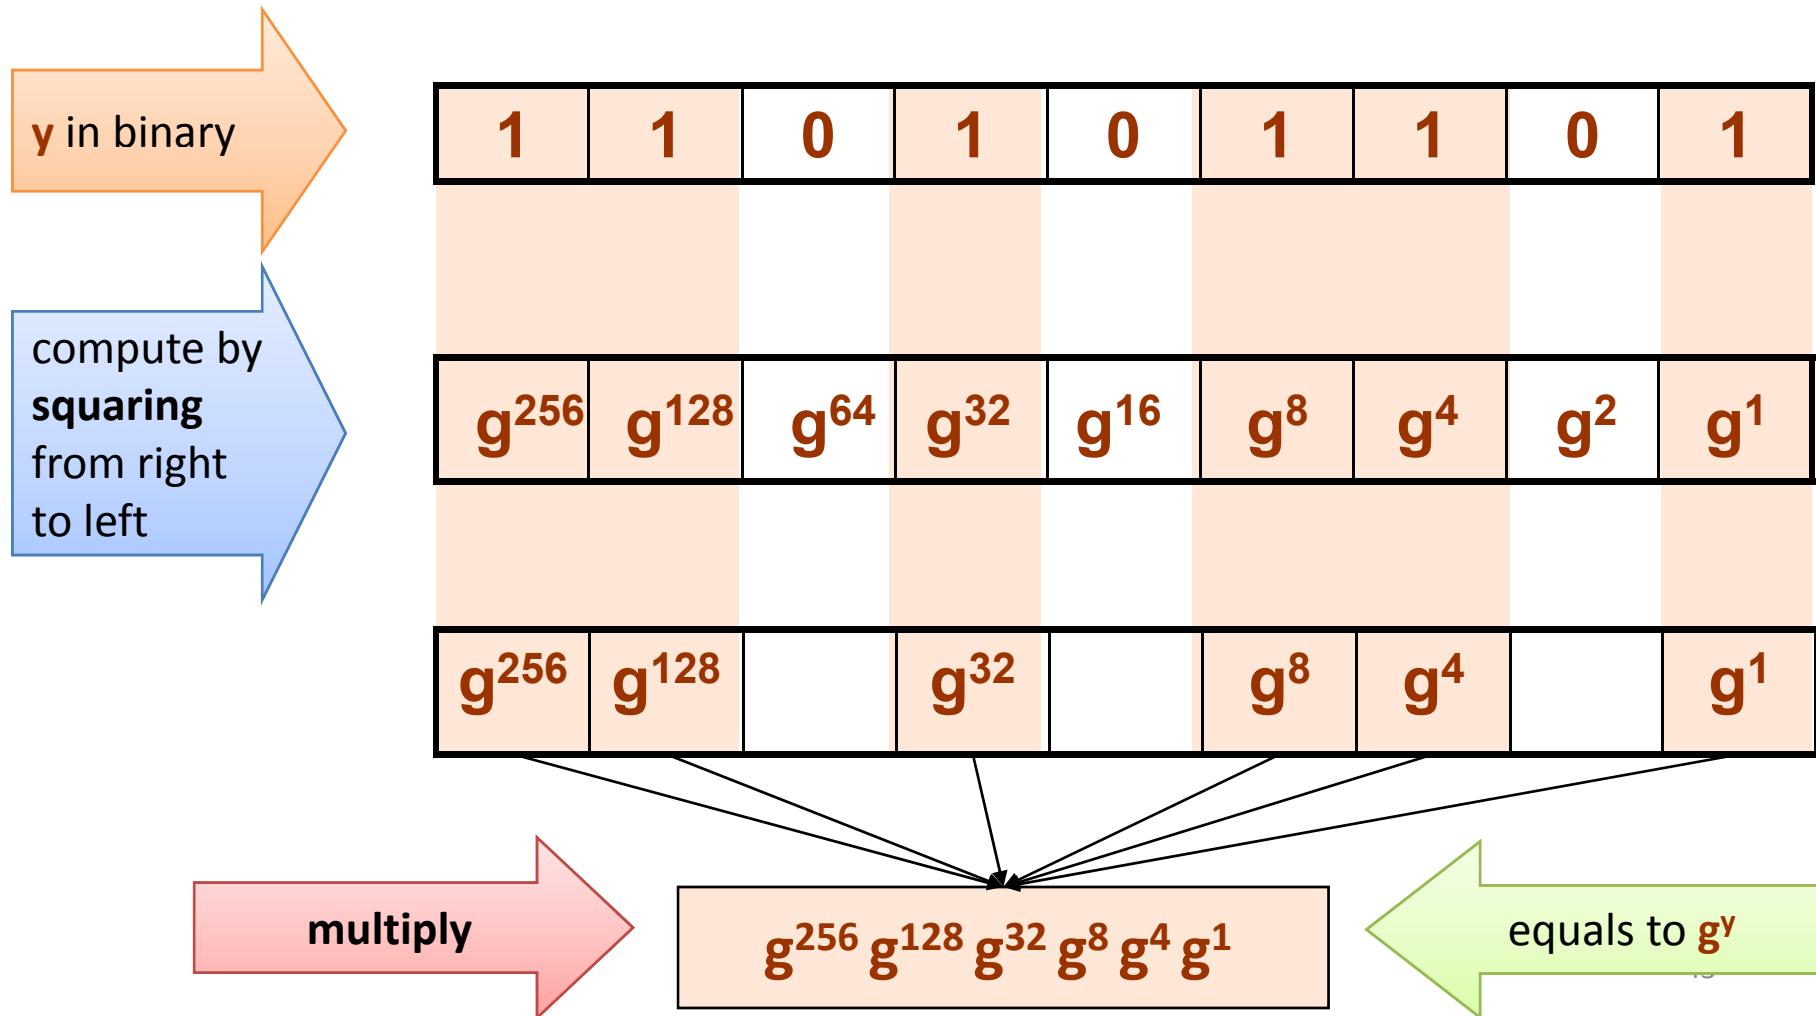 y in binary
1 1 0 1 0 1 1 0 1
compute by
squaring
from right
to left
g²⁵⁶ g¹²⁸ g⁶⁴ g³² g¹⁶ g⁸ g⁴ g² g¹
g²⁵⁶ g¹²⁸ g³² g⁸ g⁴ g¹
multiply
g²⁵⁶ g¹²⁸ g³² g⁸ g⁴ g¹
equals to gʸ